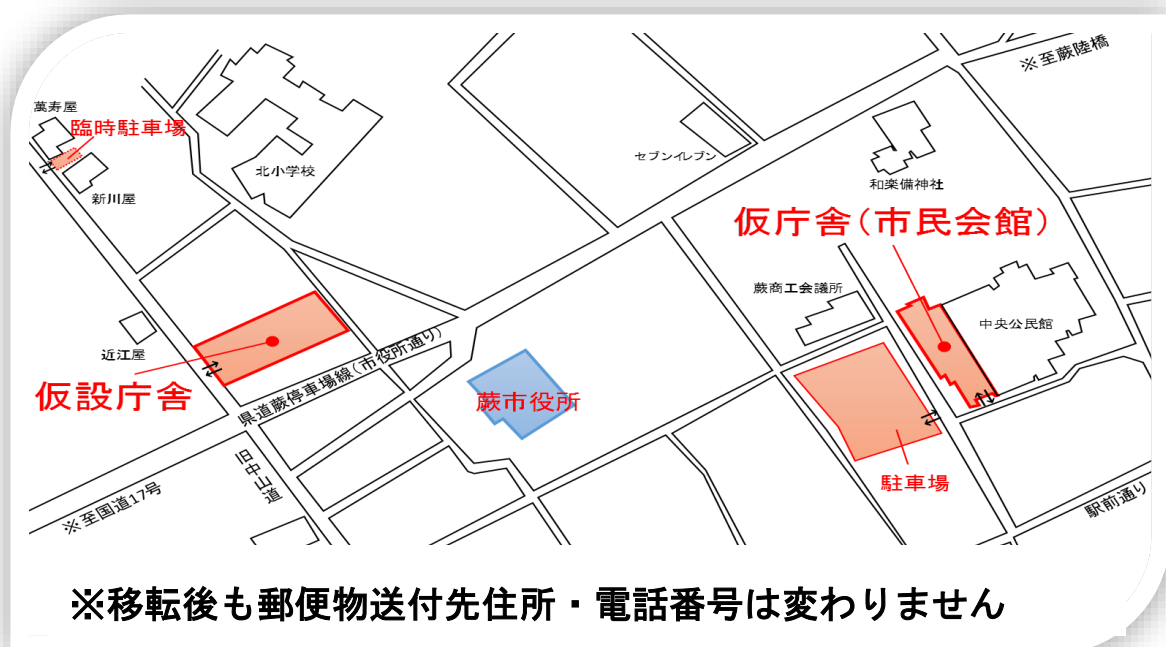 ※至蕨陸橋
萬寿屋
臨時駐車場
セブンイレブン
北小学校
和楽備神社
新川屋
仮庁舎(市民会館)
蕨商工会議所
中央公民館
近江屋
県道蕨停車場線(市役所通り)
仮設庁舎
蕨市役所
旧中山道
駐車場
※至国道17号
駅前通り
※移転後も郵便物送付先住所・電話番号は変わりません